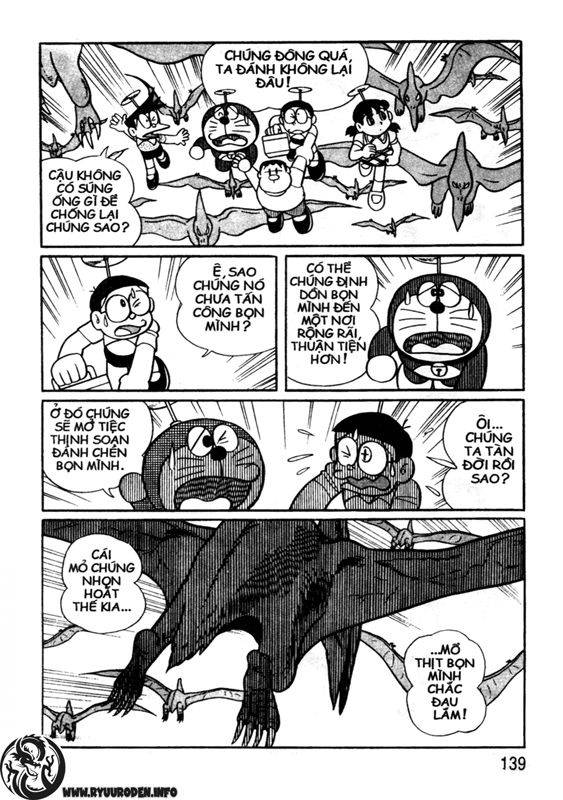 CHÚNG ĐÔNG QUÁ,
TA ĐÁNH KHÔNG LẠI
ĐÂU!
CẬU KHÔNG
CÓ SÚNG
ỐNG GÌ ĐỂ
CHỐNG LẠI
CHÚNG SAO?
Ê, SAO
CHÚNG NÓ
CHƯA TẤN
CÔNG BỌN
MÌNH?
CÓ THỂ
CHÚNG ĐỊNH
DỒN BỌN
MÌNH ĐẾN
MỘT NƠI
RỘNG RÃI,
THUẬN TIỆN
HƠN!
Ở ĐÓ CHÚNG
SẼ MỞ TIỆC
THỊNH SOẠN
ĐÁNH CHÉN
BỌN MÌNH.
ÔI...
CHÚNG
TA TÀN
ĐỜI RỒI
SAO?
CÁI
MỎ CHÚNG
NHỌN
HOẮT
THẾ KIA...
...MỔ
THỊT BỌN
MÌNH
CHẮC
ĐAU
LẮM!
139
WWW.RYUURODEN.INFO